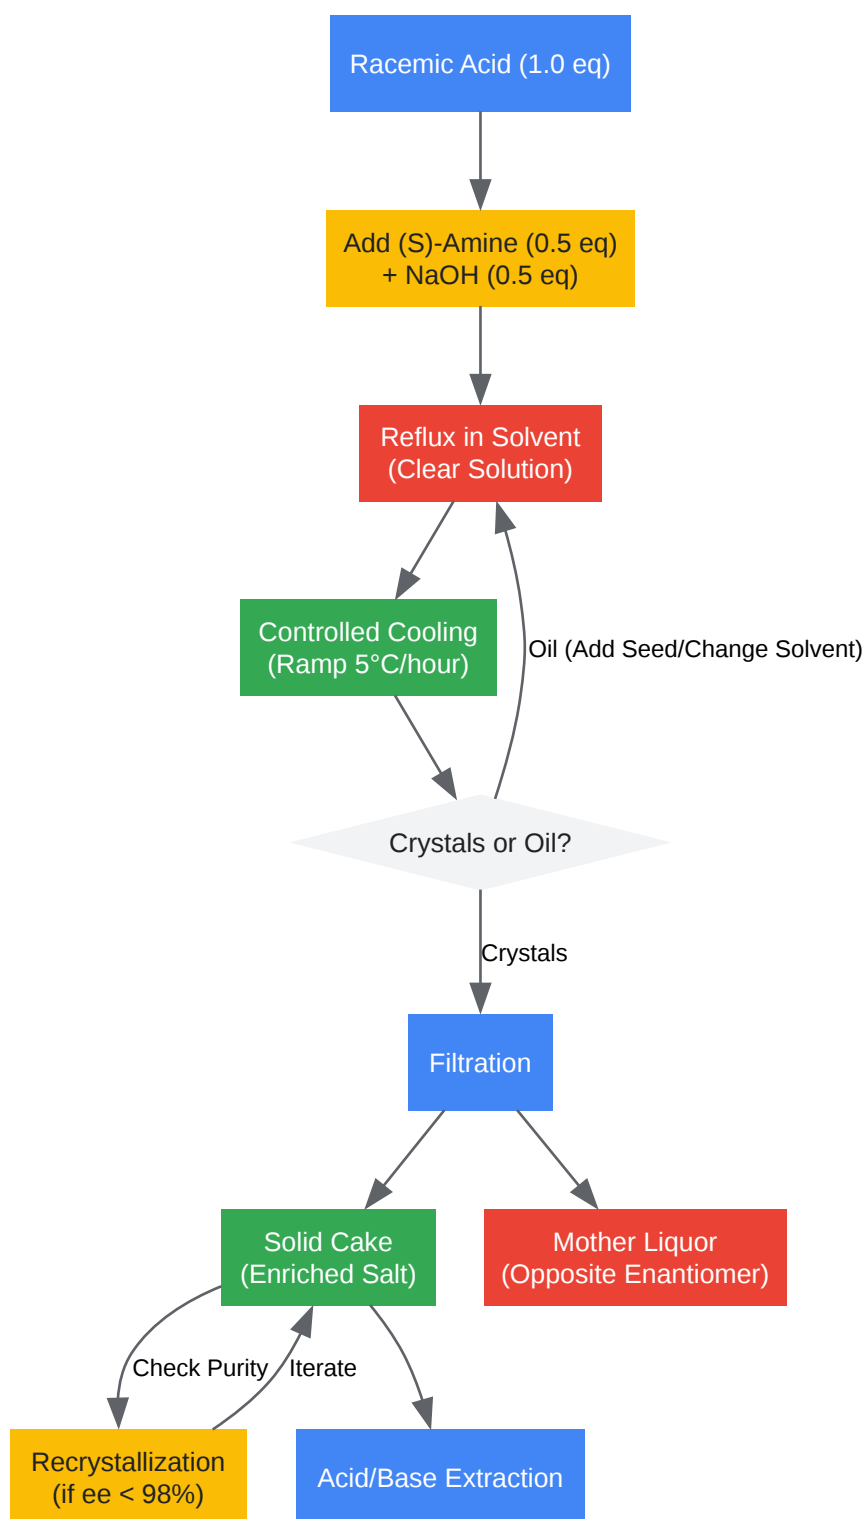 Racemic Acid (1.0 eq)
Add (S)-Amine (0.5 eq)
+ NaOH (0.5 eq)
Reflux in Solvent
(Clear Solution)
Controlled Cooling
(Ramp 5°C/hour)
Oil (Add Seed/Change Solvent)
Crystals or Oil?
Crystals
Filtration
Solid Cake
(Enriched Salt)
Mother Liquor
(Opposite Enantiomer)
Check Purity
Iterate
Recrystallization
(if ee < 98%)
Acid/Base Extraction